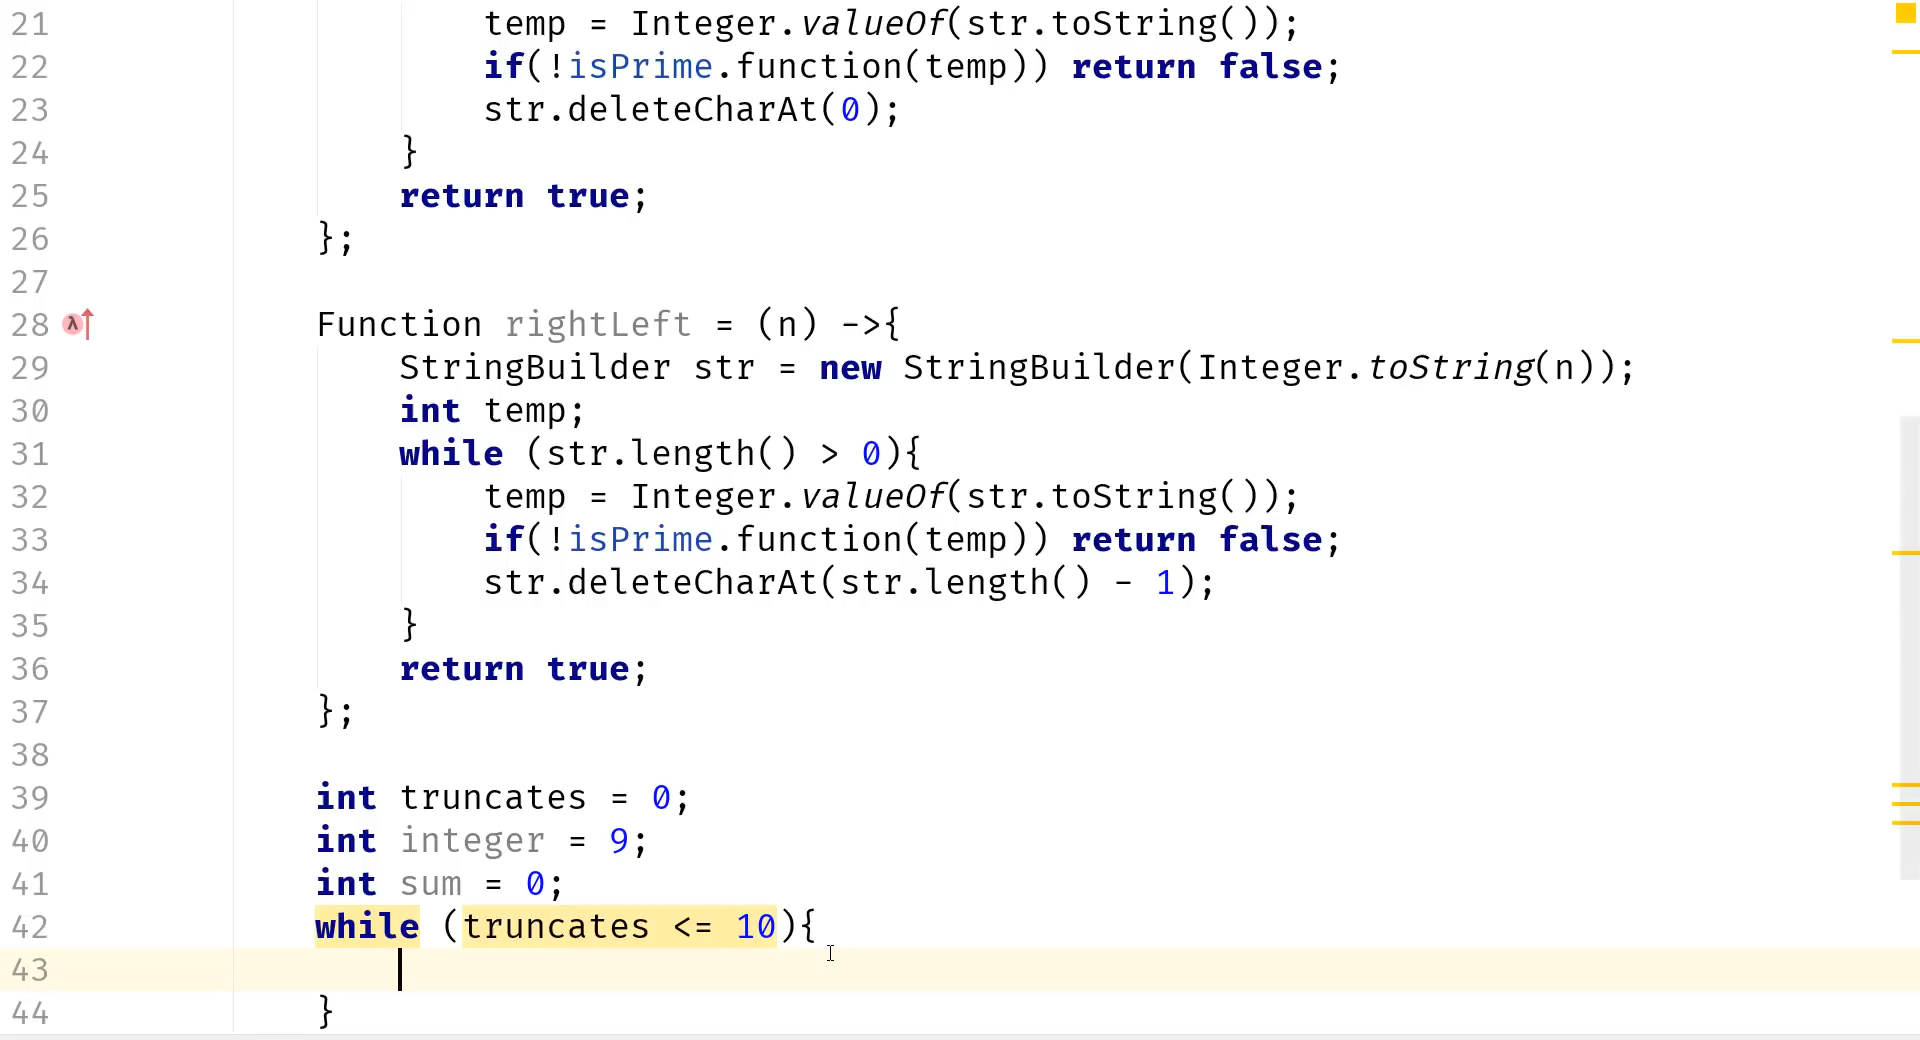 21 temp = Integer.valueOf(str.toString());
22 if(!isPrime.function(temp)) return false;
23 str.deleteCharAt(0);
24 }
25 return true;
26 };
27
28 λ Function rightLeft = (n) ->{
29 StringBuilder str = new StringBuilder(Integer.toString(n));
30 int temp;
31 while (str.length() > 0){
32 temp = Integer.valueOf(str.toString());
33 if(!isPrime.function(temp)) return false;
34 str.deleteCharAt(str.length() - 1);
35 }
36 return true;
37 };
38
39 int truncates = 0;
40 int integer = 9;
41 int sum = 0;
42 while (truncates <= 10){
43
44 }